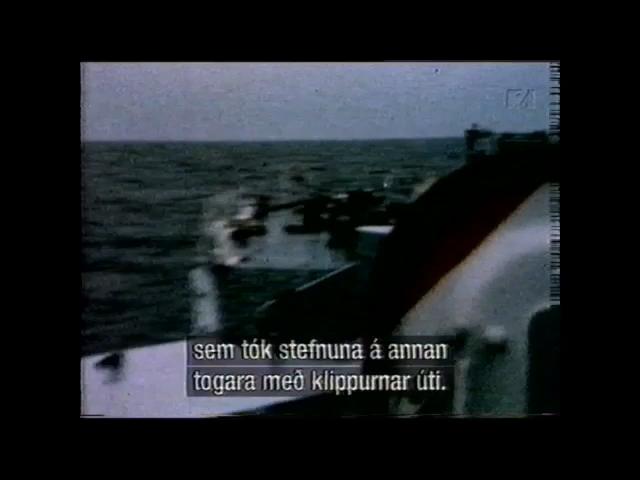 sem tók stefnuna á annan
togara með klippurnar úti.